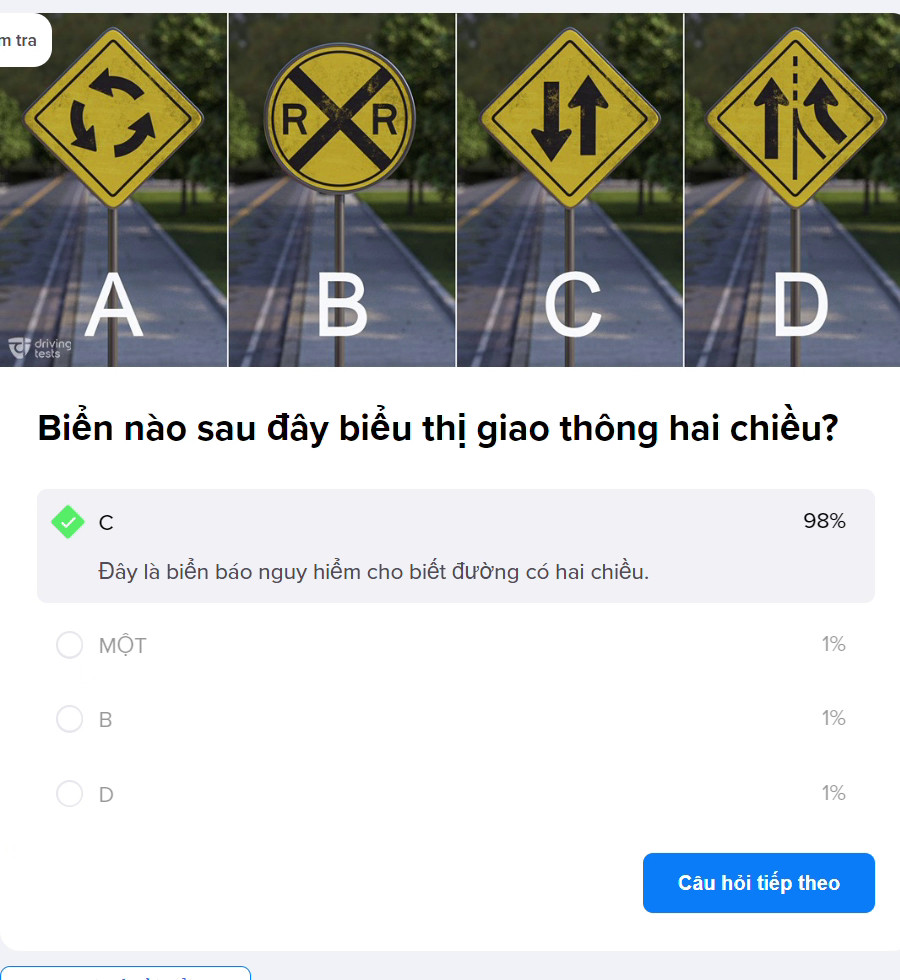 m tra
R R
A B C D
driving
tests
Biển nào sau đây biểu thị giao thông hai chiều?
C 98%
Đây là biển báo nguy hiểm cho biết đường có hai chiều.
MỘT 1%
B 1%
D 1%
Câu hỏi tiếp theo